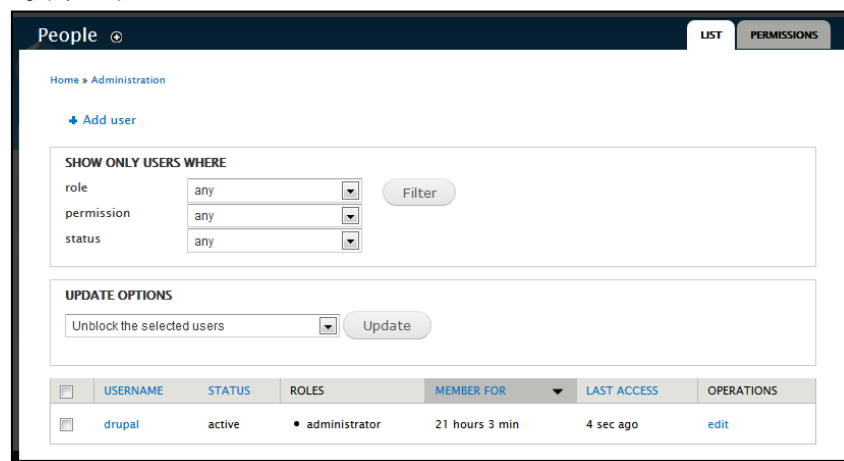 People
LIST
PERMISSIONS
Home » Administration
Add user
SHOW ONLY USERS WHERE
role any Filter
permission any
status any
UPDATE OPTIONS
Unblock the selected users Update
USERNAME STATUS ROLES MEMBER FOR LAST ACCESS OPERATIONS
drupal active • administrator 21 hours 3 min 4 sec ago edit